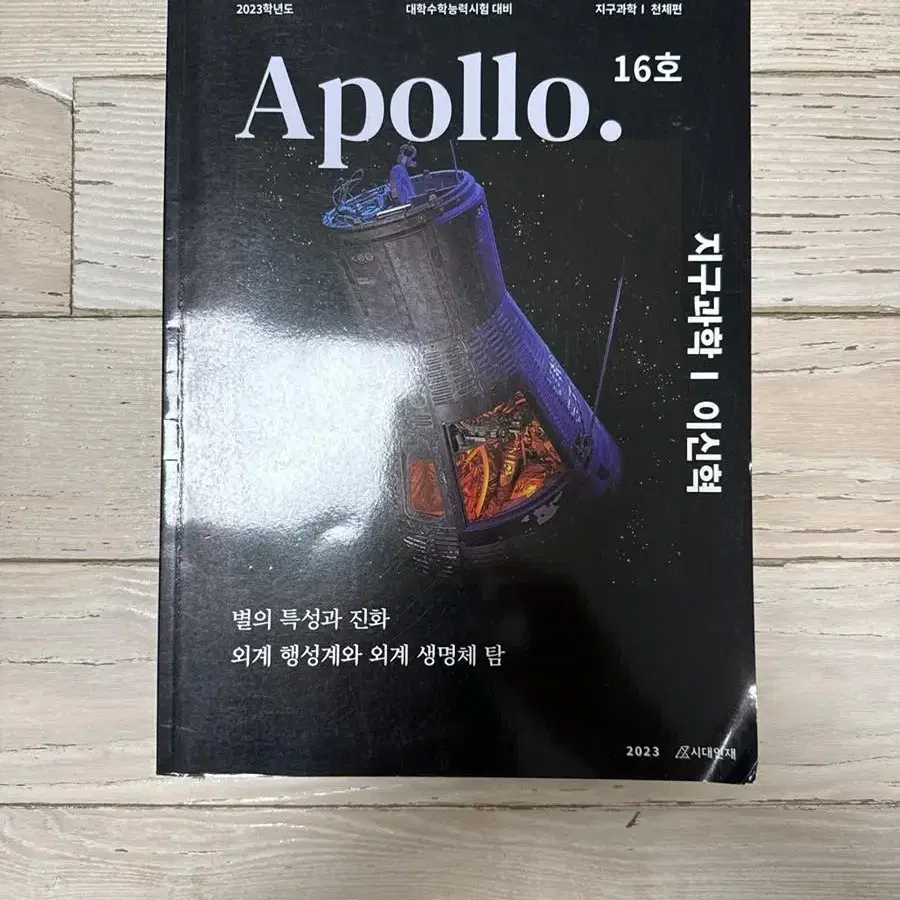 2023학년도
대학수학능력시험 대비
지구과학 I 천체편
Apollo.
16호
지구과학 I 이신혁
별의 특성과 진화
외계 행성계와 외계 생명체 탐
2023
시대인재